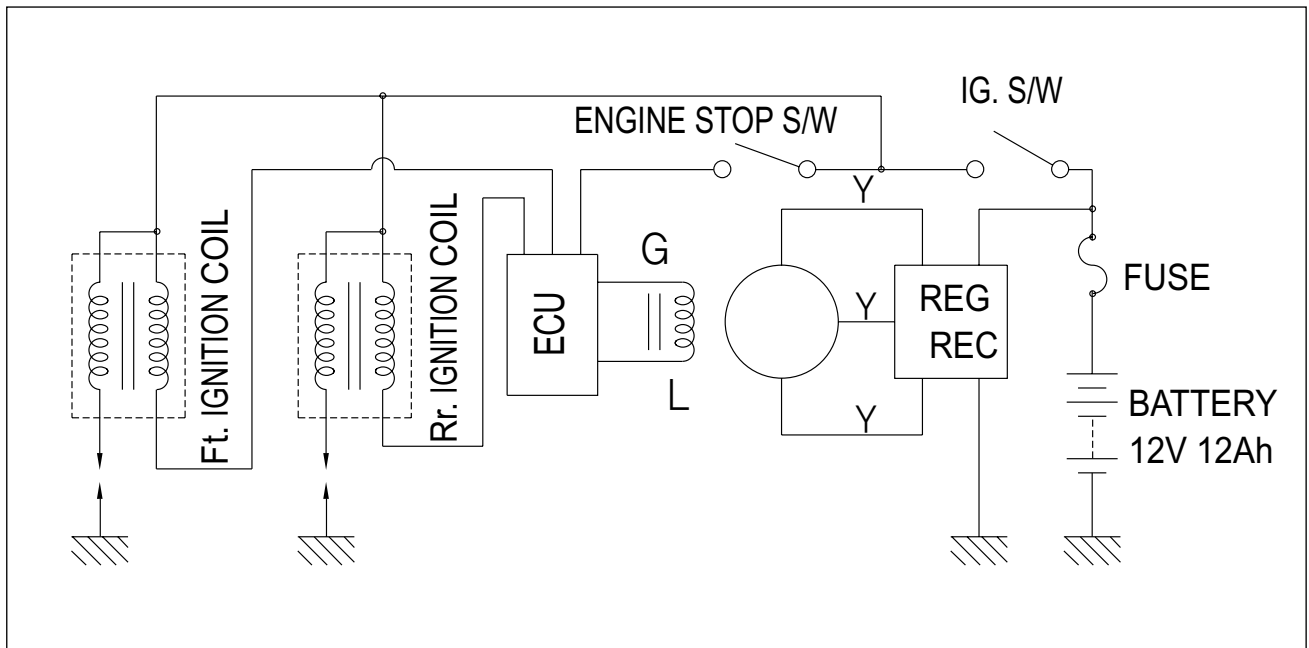 IG. S/W
ENGINE STOP S/W
Ft. IGNITION COIL
Rr. IGNITION COIL
ECU
G
L
Y
Y
Y
REG
REC
FUSE
BATTERY
12V 12Ah